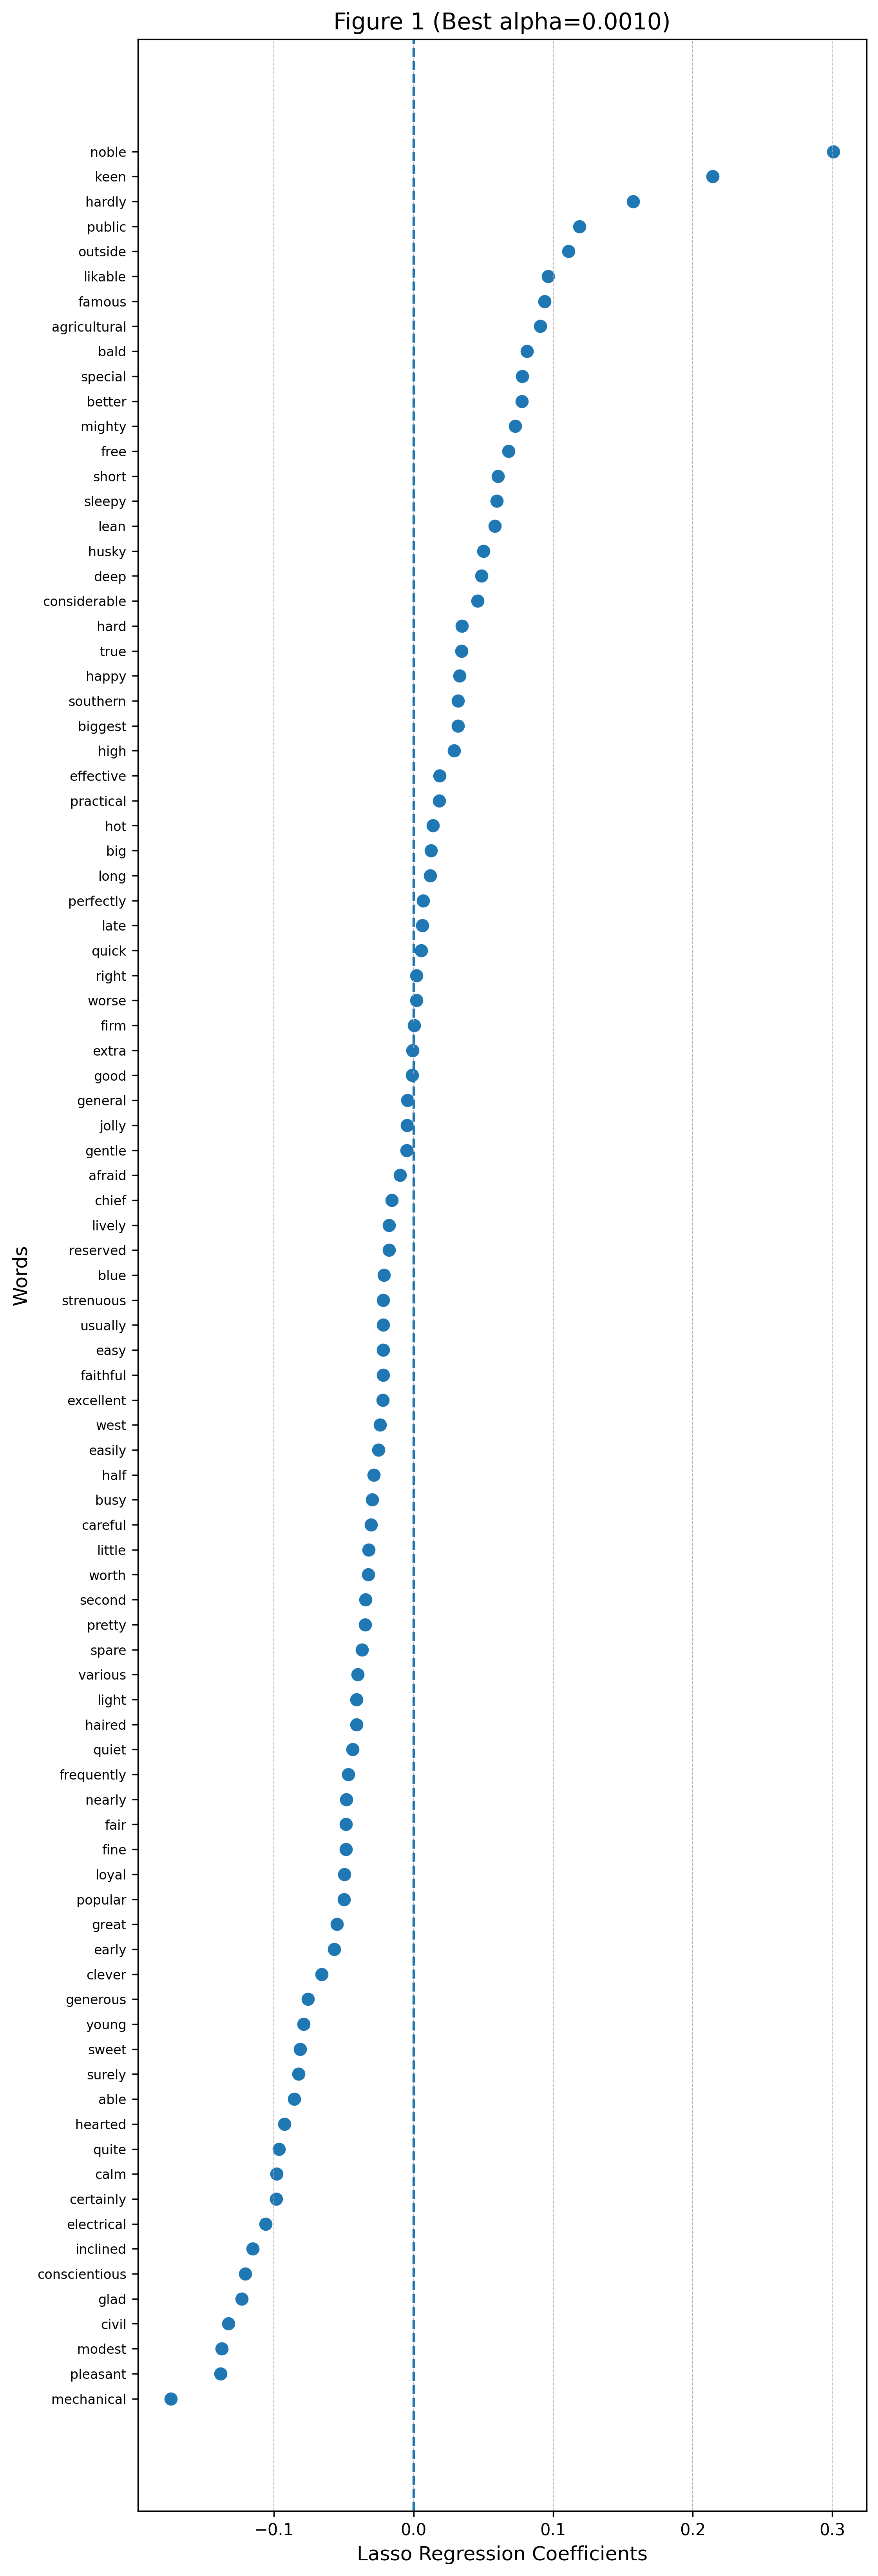 Figure 1 (Best alpha=0.0010)
noble
keen
hardly
public
outside
likable
famous
agricultural
bald
special
better
mighty
free
short
sleepy
lean
husky
deep
considerable
hard
true
happy
southern
biggest
high
effective
practical
hot
big
long
perfectly
late
quick
right
worse
firm
extra
good
general
jolly
gentle
afraid
chief
lively
reserved
blue
strenuous
usually
easy
faithful
excellent
west
easily
half
busy
careful
little
worth
second
pretty
spare
various
light
haired
quiet
frequently
nearly
fair
fine
loyal
popular
great
early
clever
generous
young
sweet
surely
able
hearted
quite
calm
certainly
electrical
inclined
conscientious
glad
civil
modest
pleasant
mechanical
Words
−0.1 0.0 0.1 0.2 0.3
Lasso Regression Coefficients